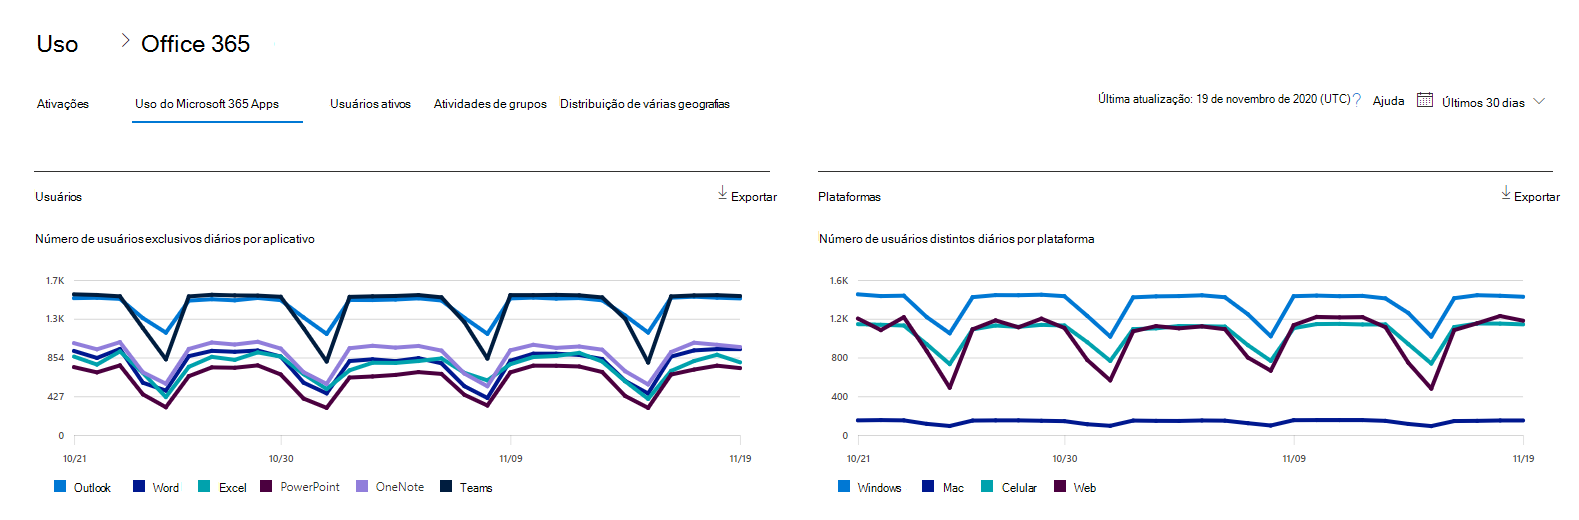 Uso > Office 365
Ativações Uso do Microsoft 365 Apps Usuários ativos Atividades de grupos Distribuição de várias geografias Última atualização: 19 de novembro de 2020 (UTC) ? Ajuda Últimos 30 dias
Usuários Exportar
Número de usuários exclusivos diários por aplicativo
1.7K
1.3K
854
427
0
10/21 10/30 11/09 11/19
Outlook Word Excel PowerPoint OneNote Teams
Plataformas Exportar
Número de usuários distintos diários por plataforma
1.6K
1.2K
800
400
0
10/21 10/30 11/09 11/19
Windows Mac Celular Web